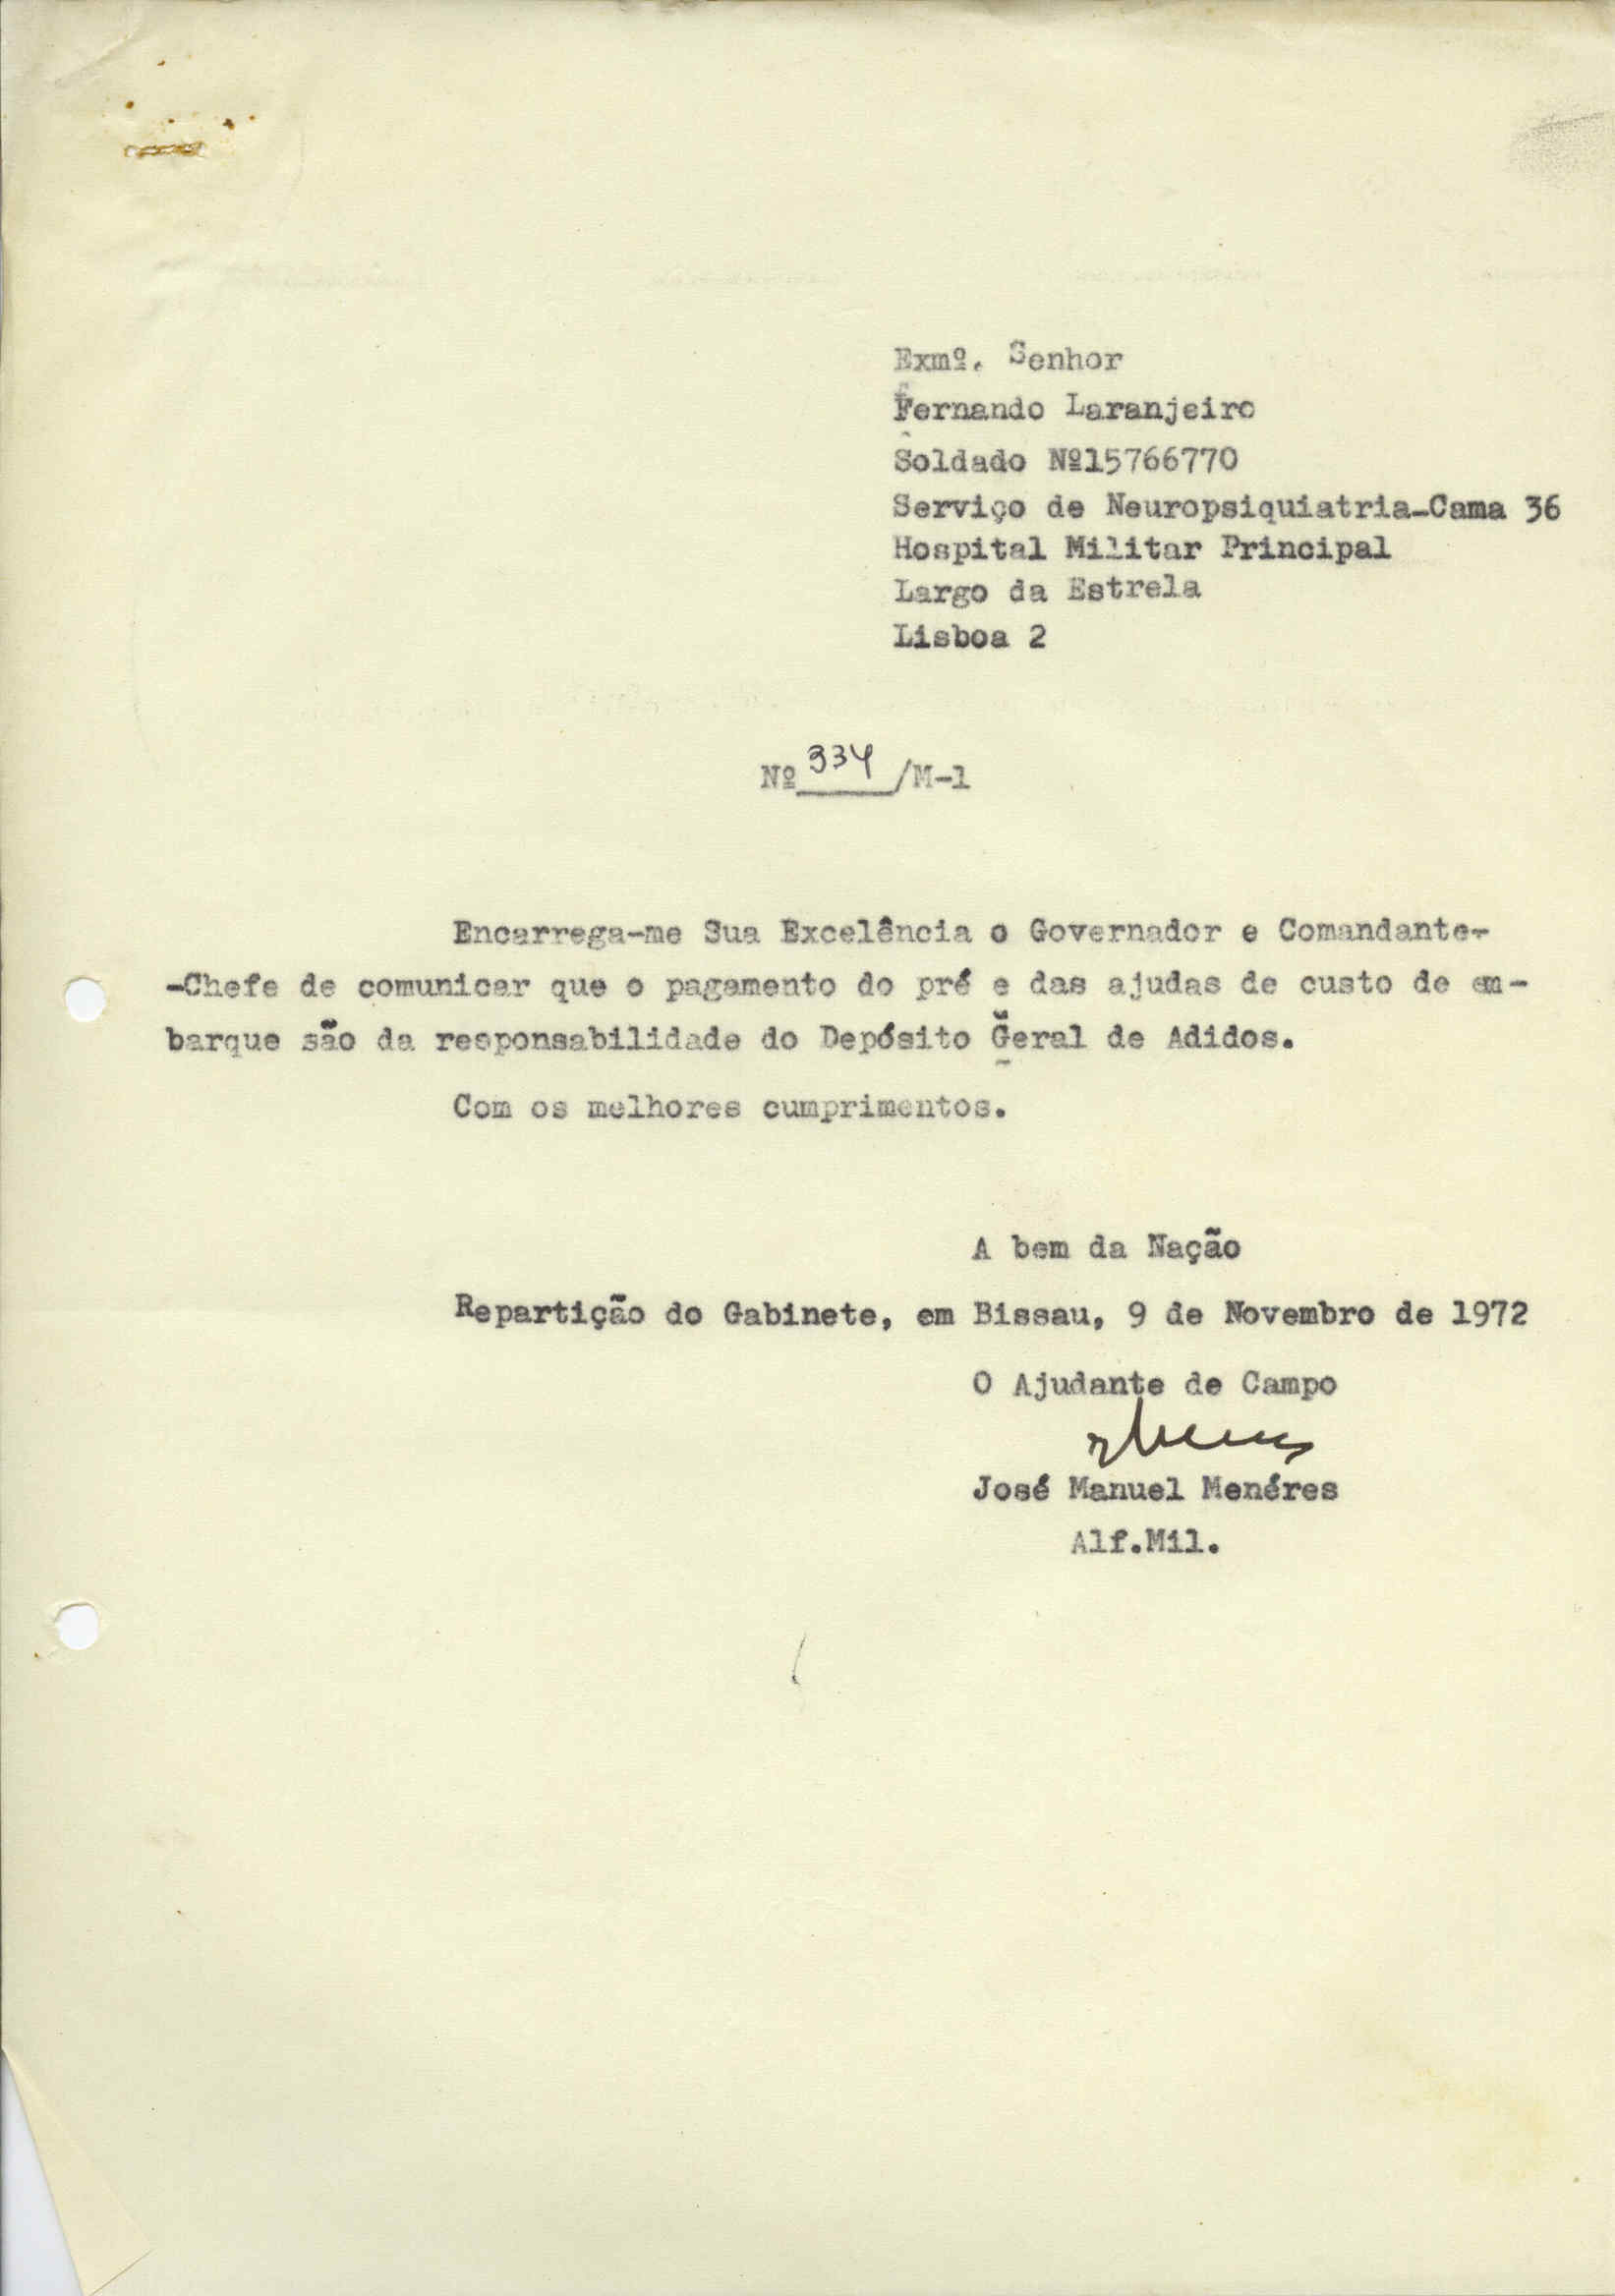 Exmº. Senhor
Fernando Laranjeiro
Soldado Nº15766770
Serviço de Neuropsiquiatria-Cama 36
Hospital Militar Principal
Largo da Estrela
Lisboa 2
Nº 334 /M-1
Encarrega-me Sua Excelência o Governador e Comandante-
-Chefe de comunicar que o pagamento do pré e das ajudas de custo de em-
barque são da responsabilidade do Depósito Geral de Adidos.
Com os melhores cumprimentos.
A bem da Nação
Repartição do Gabinete, em Bissau, 9 de Novembro de 1972
O Ajudante de Campo
José Manuel Menéres
Alf.Mil.